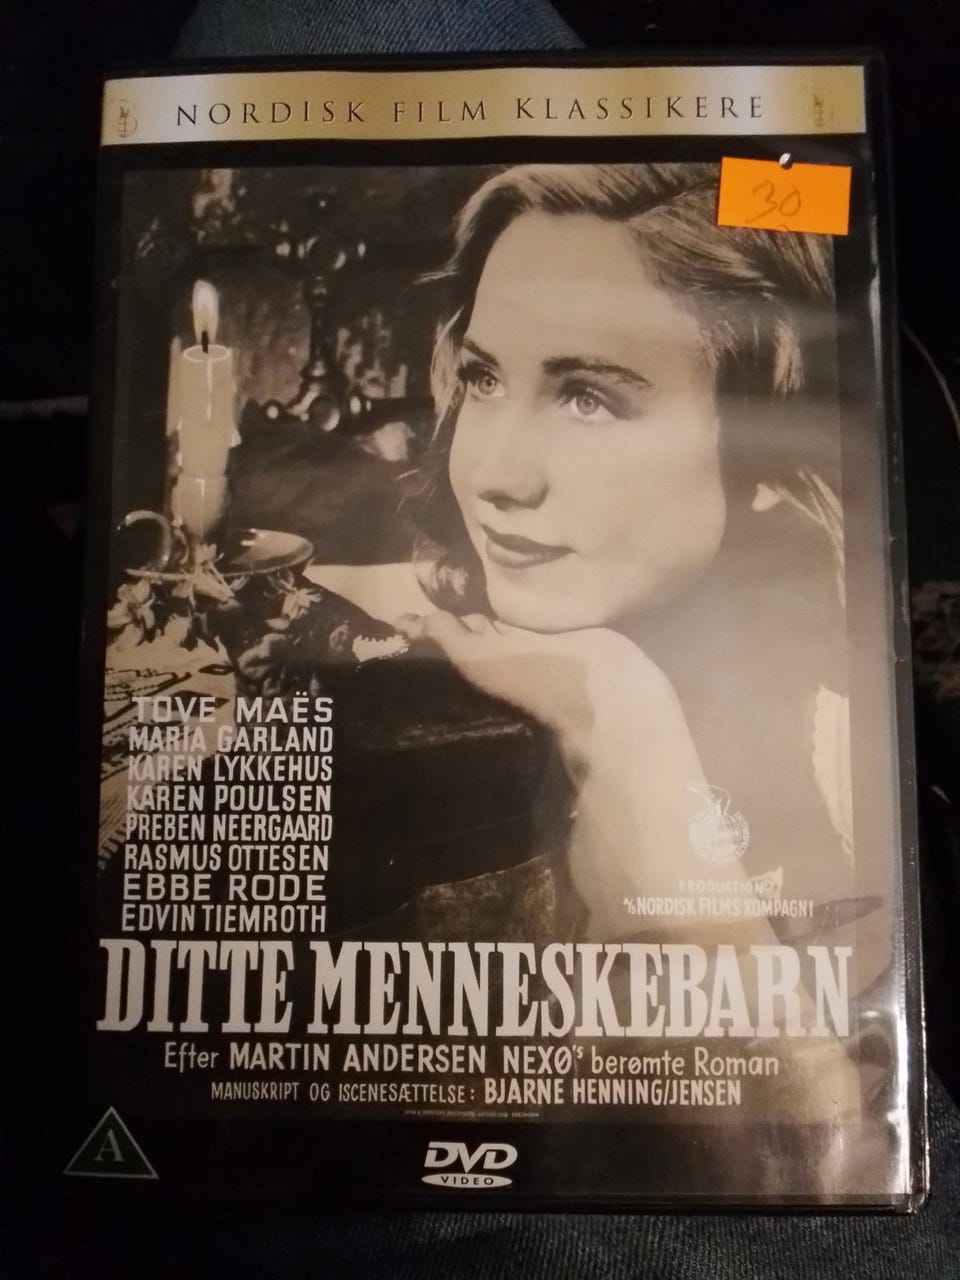 NORDISK FILM KLASSIKERE
30
TOVE MAËS
MARIA GARLAND
KAREN LYKKEHUS
KAREN POULSEN
PREBEN NEERGAARD
RASMUS OTTESEN
EBBE RODE
EDVIN TIEMROTH
PRODUKTION
A/S NORDISK FILMS KOMPAGNI
DITTE MENNESKEBARN
Efter MARTIN ANDERSEN NEXØ's berømte Roman
MANUSKRIPT OG ISCENESÆTTELSE: BJARNE HENNING/JENSEN
A
DVD
VIDEO